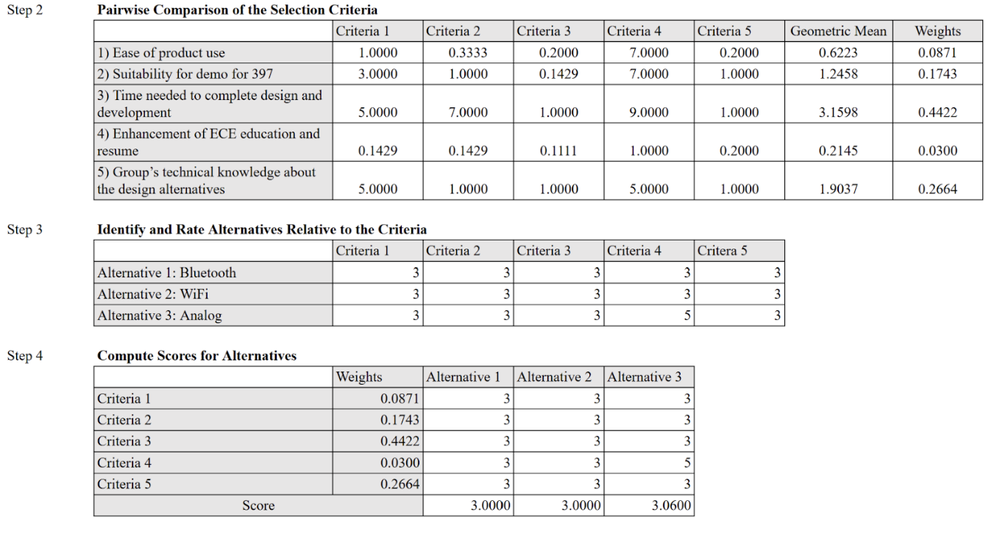 Step 2 Pairwise Comparison of the Selection Criteria
Criteria 1 Criteria 2 Criteria 3 Criteria 4 Criteria 5 Geometric Mean Weights
1) Ease of product use 1.0000 0.3333 0.2000 7.0000 0.2000 0.6223 0.0871
2) Suitability for demo for 397 3.0000 1.0000 0.1429 7.0000 1.0000 1.2458 0.1743
3) Time needed to complete design and
development 5.0000 7.0000 1.0000 9.0000 1.0000 3.1598 0.4422
4) Enhancement of ECE education and
resume 0.1429 0.1429 0.1111 1.0000 0.2000 0.2145 0.0300
5) Group's technical knowledge about
the design alternatives 5.0000 1.0000 1.0000 5.0000 1.0000 1.9037 0.2664
Step 3 Identify and Rate Alternatives Relative to the Criteria
Criteria 1 Criteria 2 Criteria 3 Criteria 4 Critera 5
Alternative 1: Bluetooth 3 3 3 3 3
Alternative 2: WiFi 3 3 3 3 3
Alternative 3: Analog 3 3 3 5 3
Step 4 Compute Scores for Alternatives
Weights Alternative 1 Alternative 2 Alternative 3
Criteria 1 0.0871 3 3 3
Criteria 2 0.1743 3 3 3
Criteria 3 0.4422 3 3 3
Criteria 4 0.0300 3 3 5
Criteria 5 0.2664 3 3 3
Score 3.0000 3.0000 3.0600